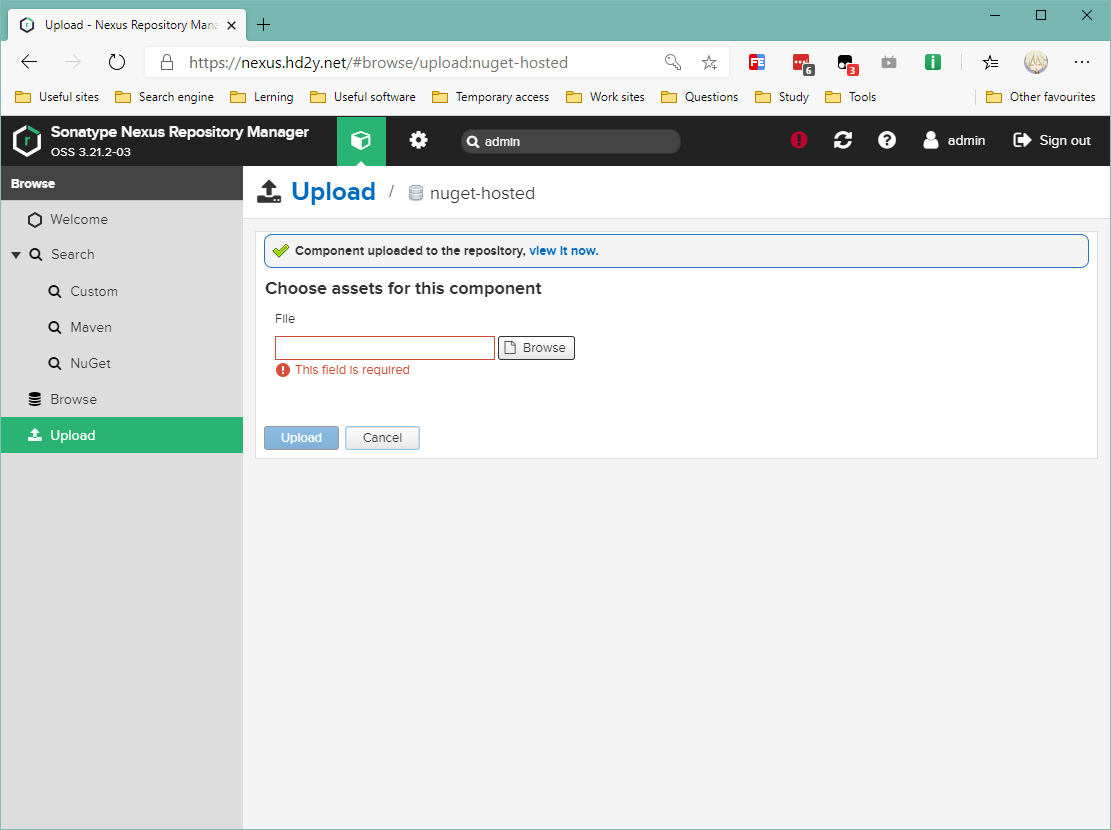 Upload - Nexus Repository Mana
https://nexus.hd2y.net/#browse/upload:nuget-hosted
FE
6
3
Useful sites
Search engine
Lerning
Useful software
Temporary access
Work sites
Questions
Study
Tools
Other favourites
Sonatype Nexus Repository Manager
OSS 3.21.2-03
admin
admin
Sign out
Browse
Upload / nuget-hosted
Welcome
Search
Custom
Maven
NuGet
Browse
Upload
Component uploaded to the repository, view it now.
Choose assets for this component
File
Browse
This field is required
Upload
Cancel